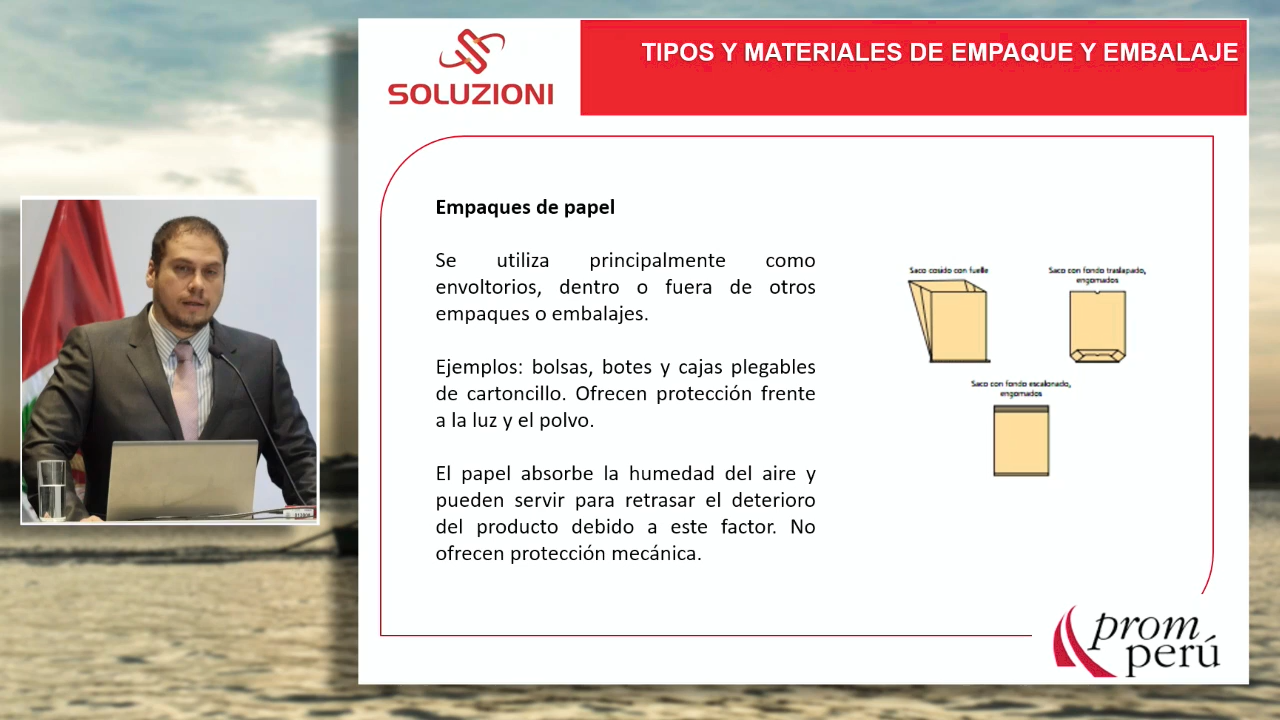 SOLUZIONI
TIPOS Y MATERIALES DE EMPAQUE Y EMBALAJE
Empaques de papel
Se utiliza principalmente como
envoltorios, dentro o fuera de otros
empaques o embalajes.
Ejemplos: bolsas, botes y cajas plegables
de cartoncillo. Ofrecen protección frente
a la luz y el polvo.
El papel absorbe la humedad del aire y
pueden servir para retrasar el deterioro
del producto debido a este factor. No
ofrecen protección mecánica.
Saco cosido con fuelle
Saco con fondo traslapado,
engomados
Saco con fondo escalonado,
engomados
prom
perú